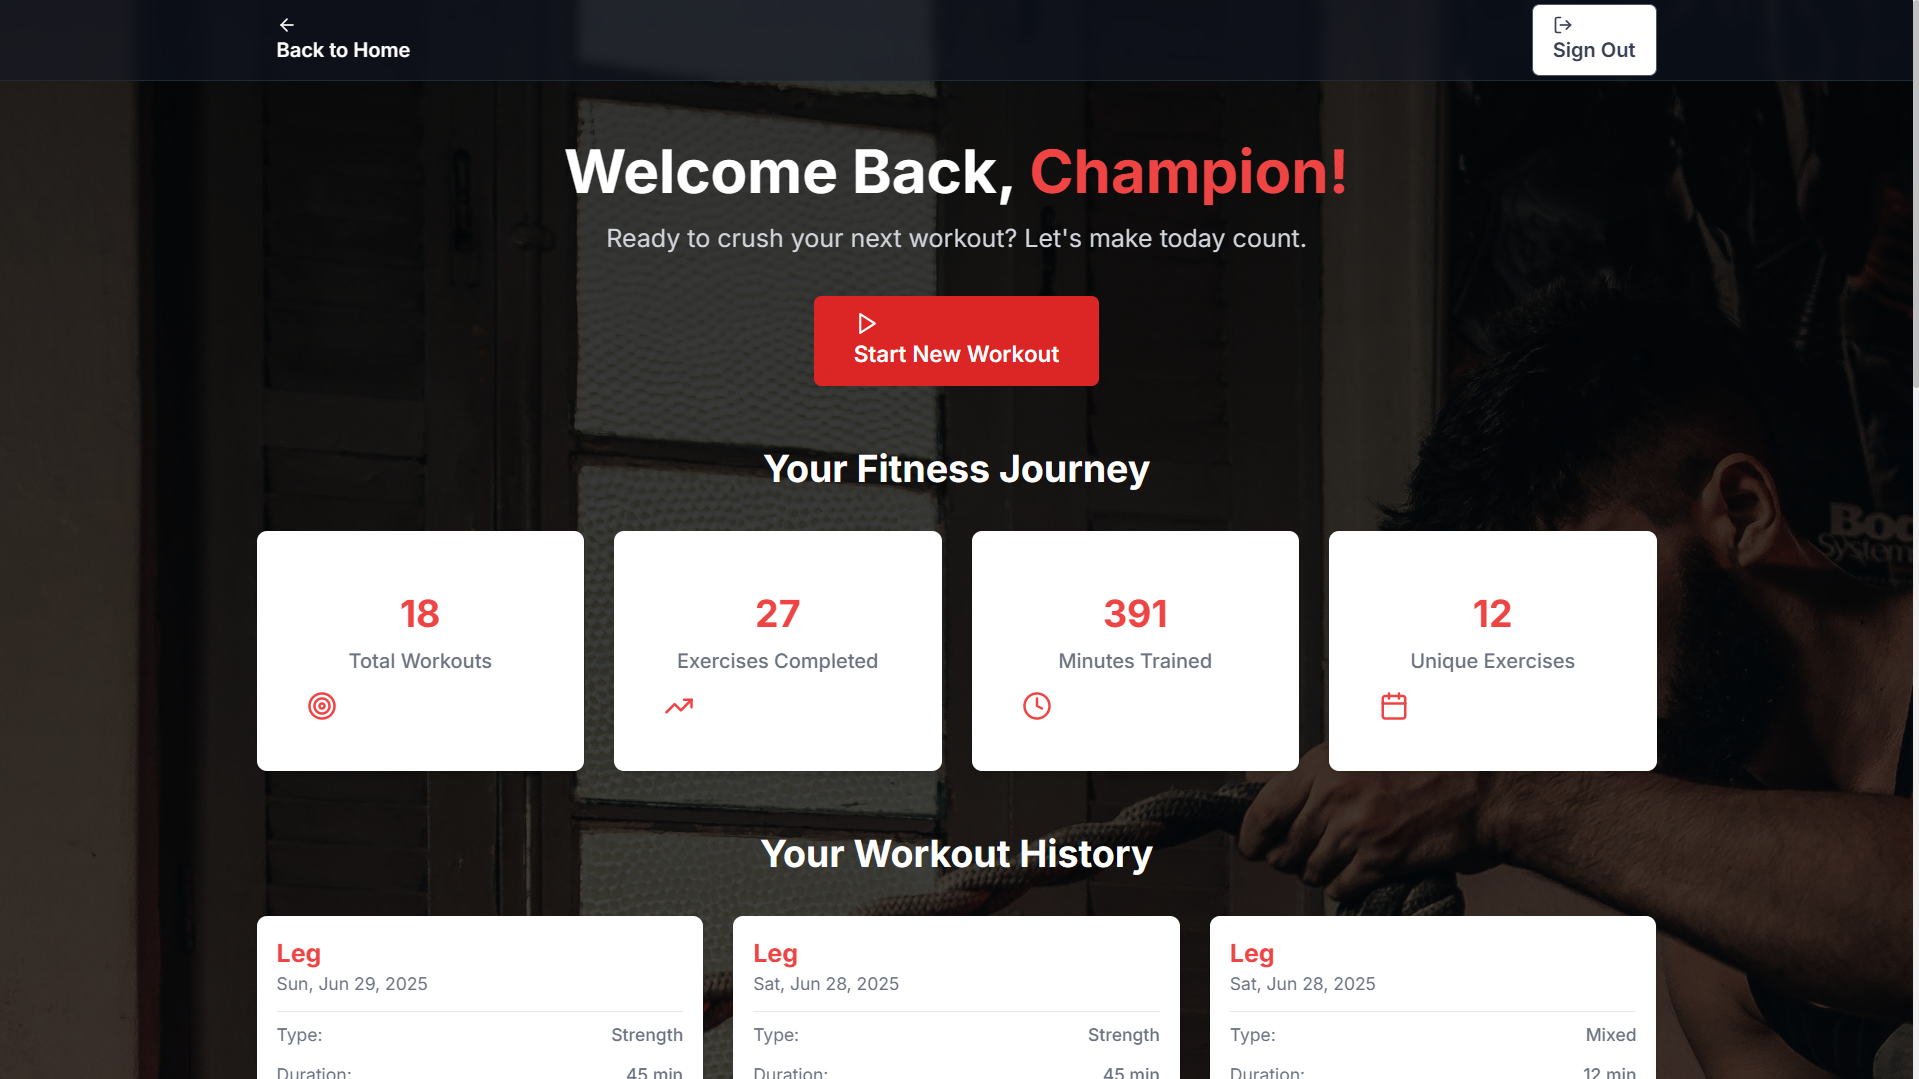 Back to Home
Sign Out
Welcome Back, Champion!
Ready to crush your next workout? Let's make today count.
Start New Workout
Your Fitness Journey
18
Total Workouts
27
Exercises Completed
391
Minutes Trained
12
Unique Exercises
Your Workout History
Leg
Sun, Jun 29, 2025
Type: Strength
Duration: 45 min
Leg
Sat, Jun 28, 2025
Type: Strength
Duration: 45 min
Leg
Sat, Jun 28, 2025
Type: Mixed
Duration: 12 min